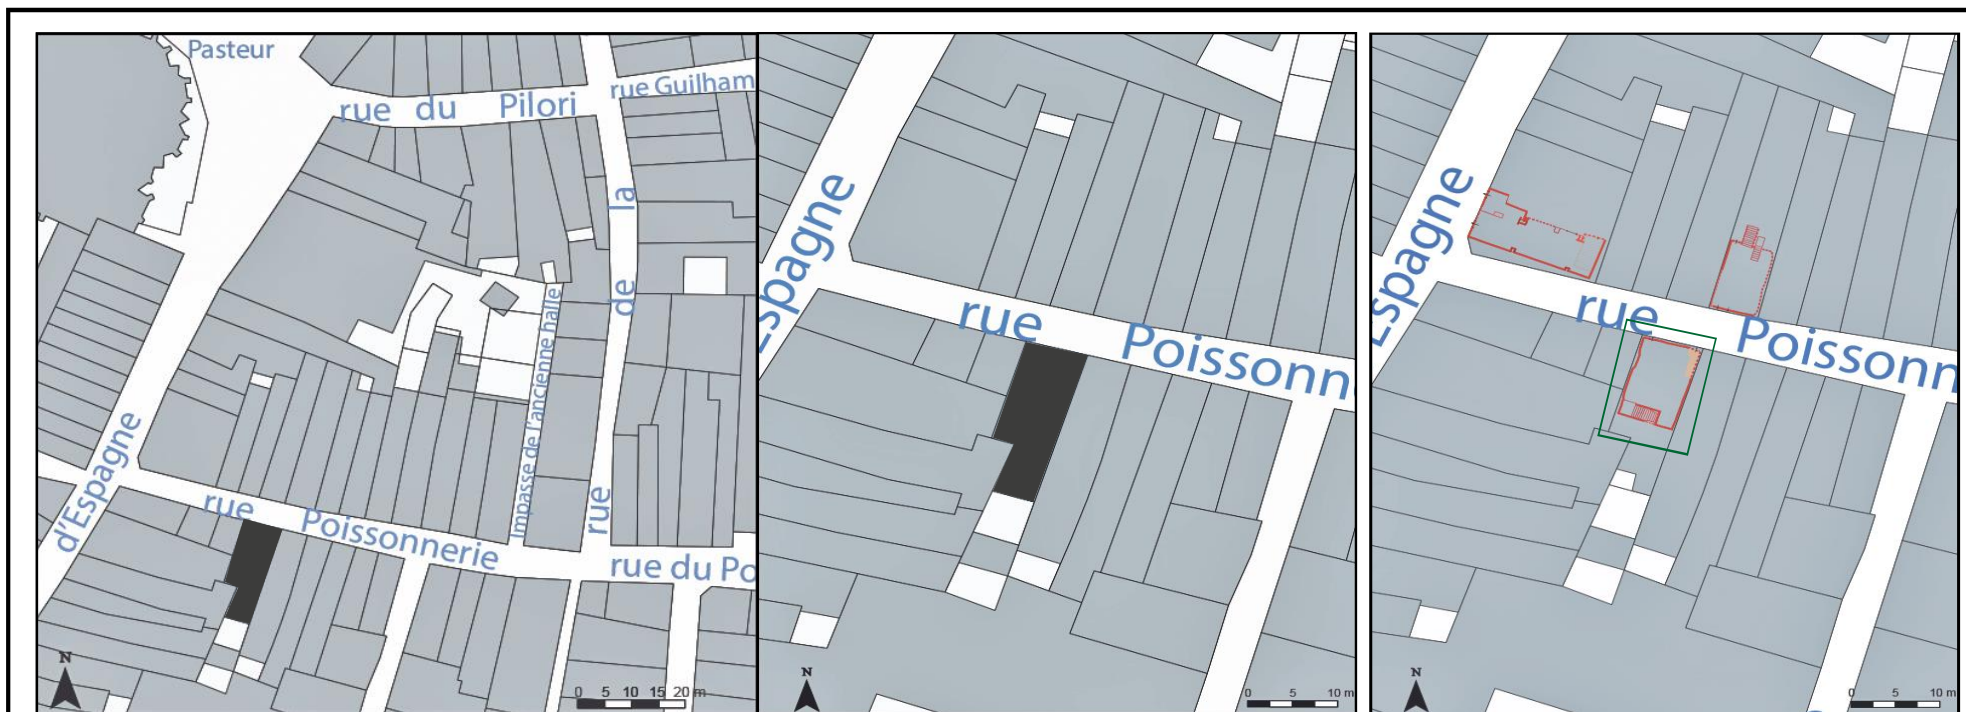 Pasteur
rue du Pilori
rue Guilham
rue de la
Impasse de l'ancienne halle
d'Espagne
rue Poissonnerie
rue du Po
N
0 5 10 15 20 m
Espagne
rue Poissonn
N
0 5 10 m
Espagne
rue Poissonn
N
0 5 10 m